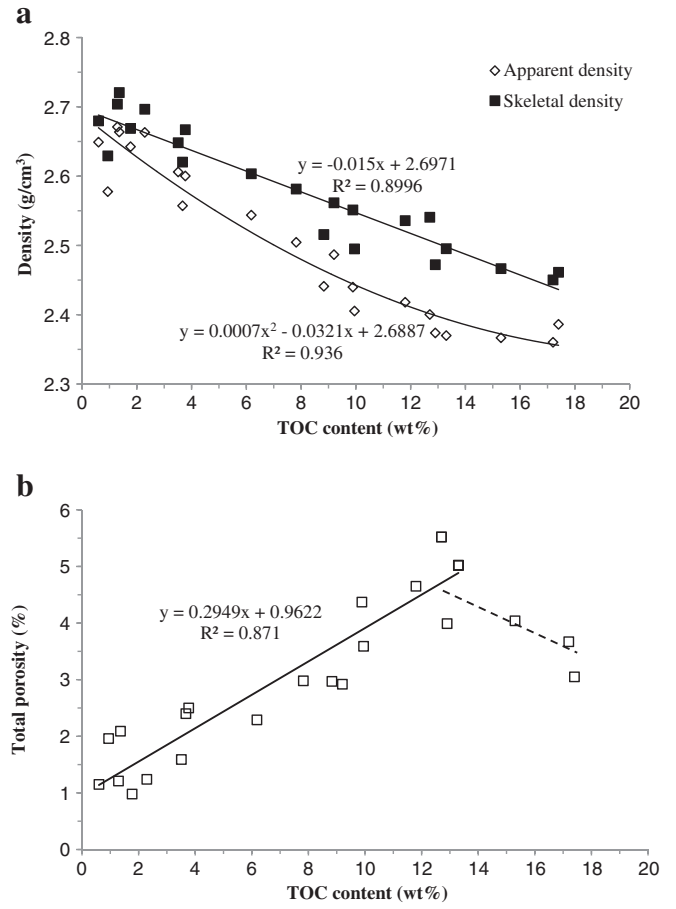 a
2.8
2.7
2.6
2.5
2.4
2.3
Density (g/cm³)
Apparent density
Skeletal density
y = -0.015x + 2.6971
R² = 0.8996
y = 0.0007x² - 0.0321x + 2.6887
R² = 0.936
0 2 4 6 8 10 12 14 16 18 20
TOC content (wt%)
b
6
5
4
3
2
1
0
Total porosity (%)
y = 0.2949x + 0.9622
R² = 0.871
0 2 4 6 8 10 12 14 16 18 20
TOC content (wt%)